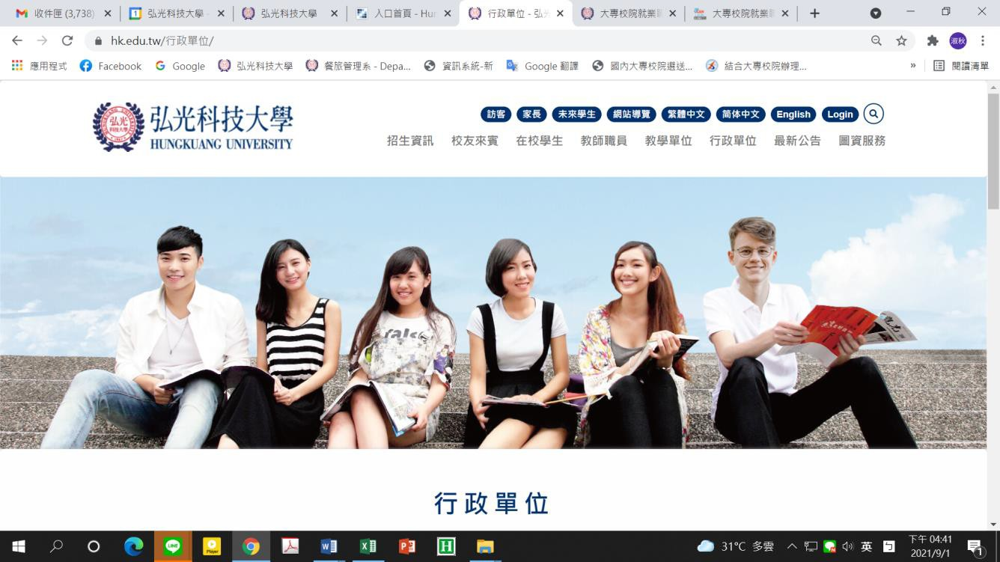 收件匣 (3,738)
弘光科技大學 -
弘光科技大學
入口首頁 - Hun
行政單位 - 弘光
大專校院就業職
大專校院就業職
hk.edu.tw/行政單位/
淑秋
應用程式
Facebook
Google
弘光科技大學
餐旅管理系 - Depa...
資訊系統-新
Google 翻譯
國內大專校院選送...
結合大專校院辦理...
»
閱讀清單
弘光科技大學
HUNGKUANG UNIVERSITY
訪客 家長 未來學生 網站導覽 繁體中文 简体中文 English Login
招生資訊 校友來賓 在校學生 教師職員 教學單位 行政單位 最新公告 圖資服務
行政單位
LINE
Player
31°C 多雲
英
下午 04:41
2021/9/1
1